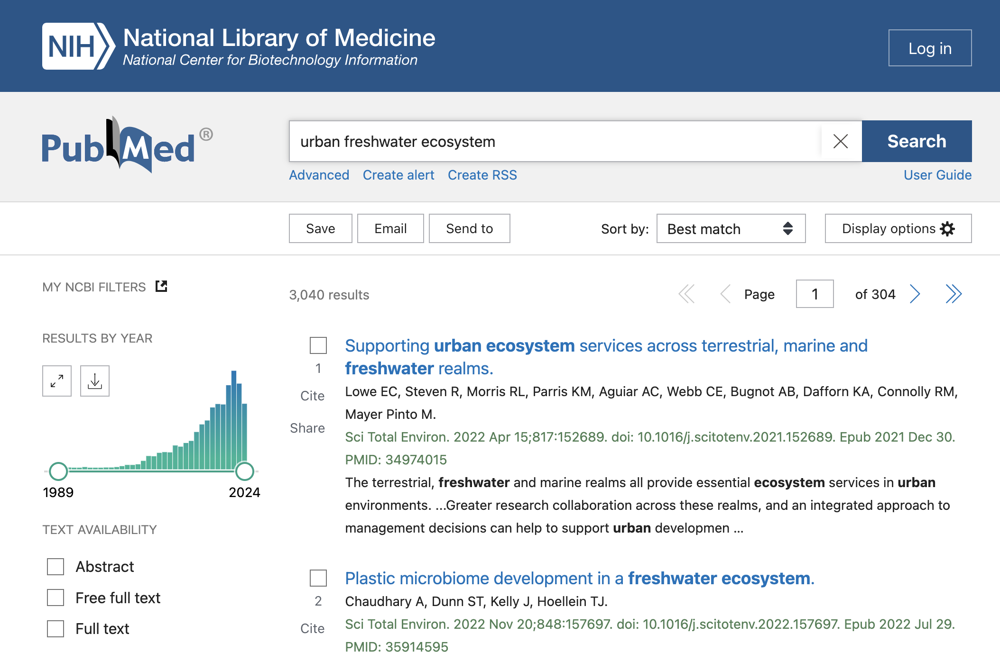 NIH National Library of Medicine
National Center for Biotechnology Information
Log in
PubMed®
urban freshwater ecosystem
Search
Advanced Create alert Create RSS User Guide
Save Email Send to Sort by: Best match Display options
MY NCBI FILTERS
3,040 results Page 1 of 304
RESULTS BY YEAR
1989 2024
TEXT AVAILABILITY
Abstract
Free full text
Full text
1
Cite
Share
Supporting urban ecosystem services across terrestrial, marine and
freshwater realms.
Lowe EC, Steven R, Morris RL, Parris KM, Aguiar AC, Webb CE, Bugnot AB, Dafforn KA, Connolly RM,
Mayer Pinto M.
Sci Total Environ. 2022 Apr 15;817:152689. doi: 10.1016/j.scitotenv.2021.152689. Epub 2021 Dec 30.
PMID: 34974015
The terrestrial, freshwater and marine realms all provide essential ecosystem services in urban
environments. ...Greater research collaboration across these realms, and an integrated approach to
management decisions can help to support urban developmen ...
2
Cite
Plastic microbiome development in a freshwater ecosystem.
Chaudhary A, Dunn ST, Kelly J, Hoellein TJ.
Sci Total Environ. 2022 Nov 20;848:157697. doi: 10.1016/j.scitotenv.2022.157697. Epub 2022 Jul 29.
PMID: 35914595